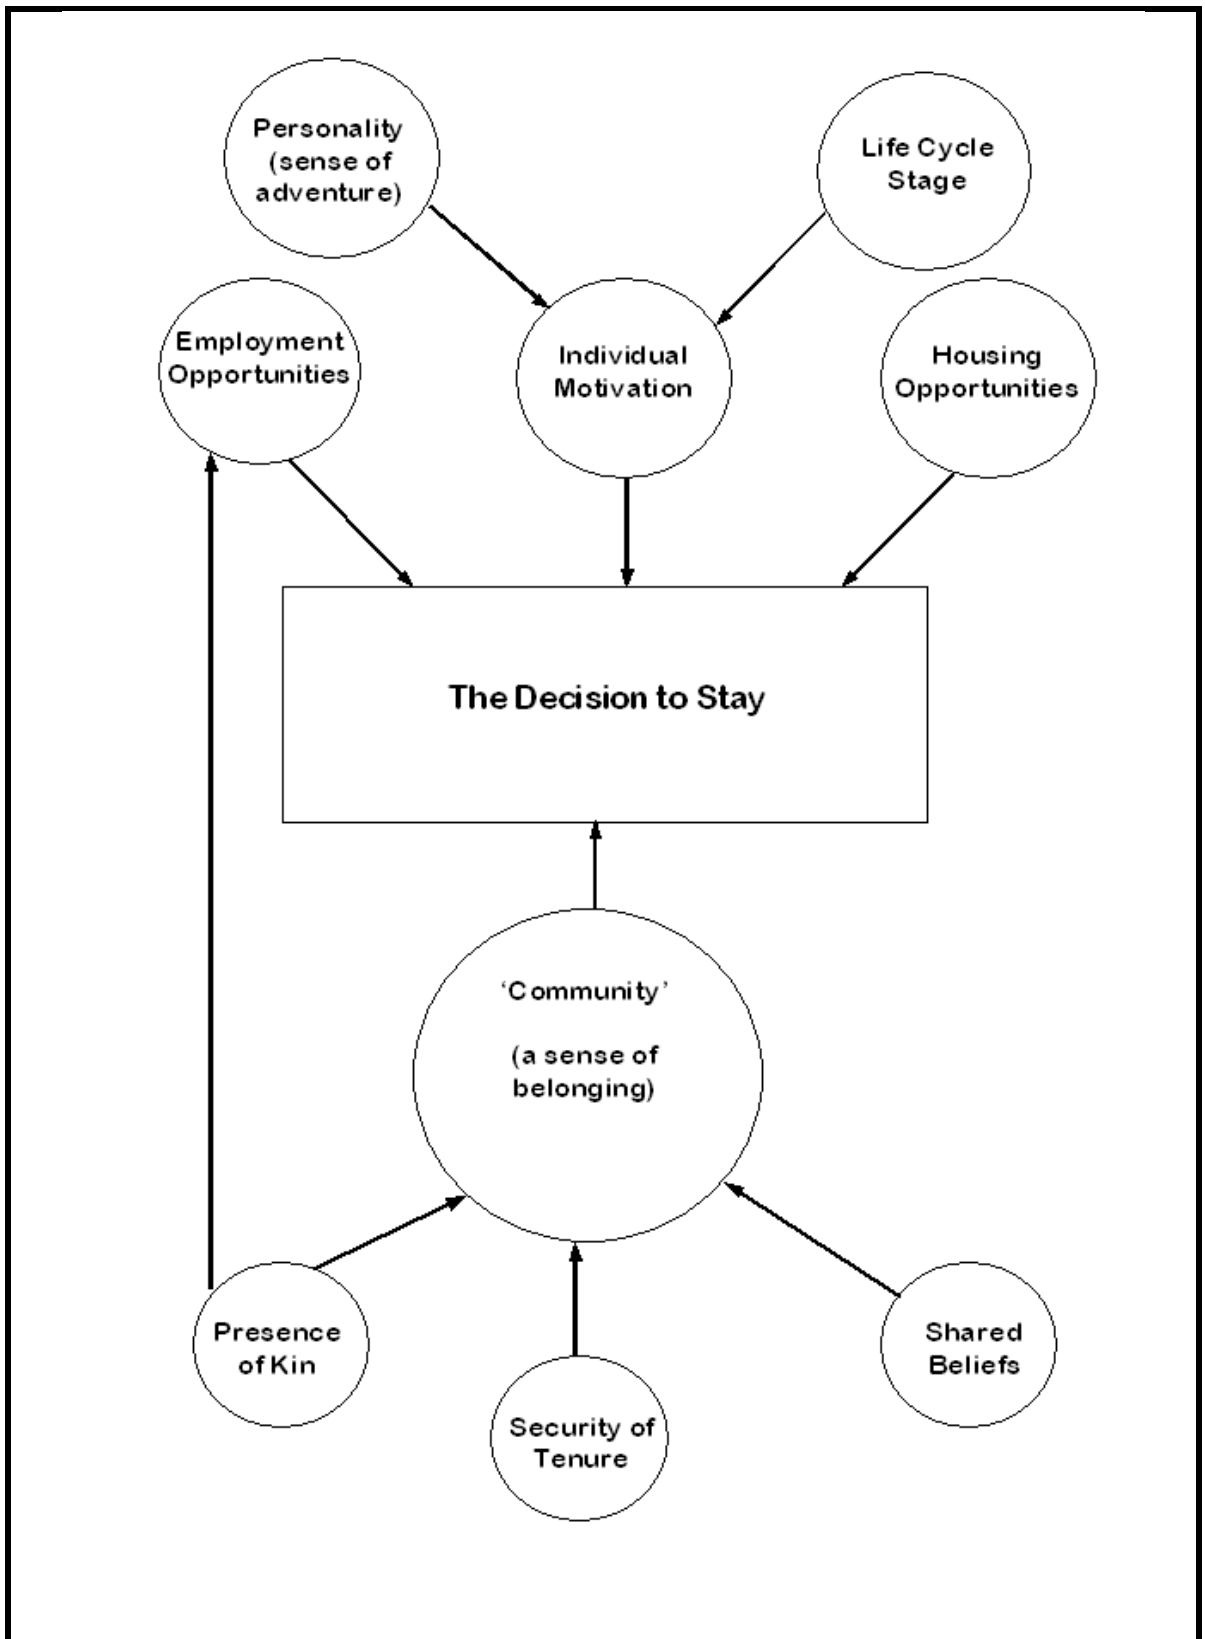 Personality
(sense of
adventure)
Life Cycle
Stage
Employment
Opportunities
Individual
Motivation
Housing
Opportunities
The Decision to Stay
‘Community’
(a sense of
belonging)
Presence
of Kin
Security of
Tenure
Shared
Beliefs